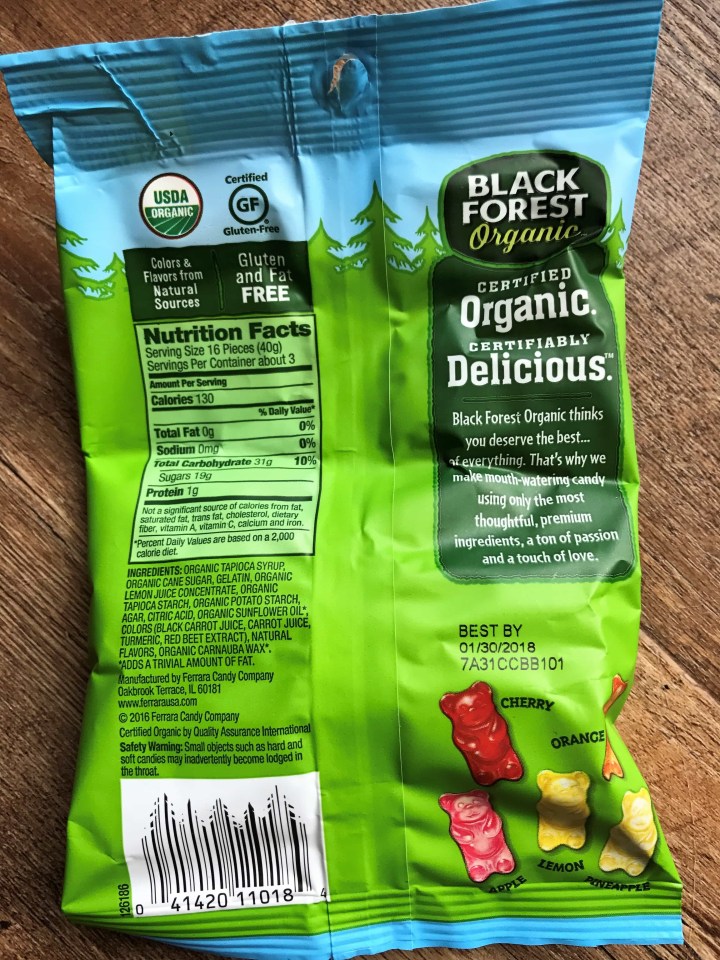 USDA
ORGANIC
Certified
GF
Gluten-Free
Colors &
Flavors from
Natural
Sources
Gluten
and Fat
FREE
Nutrition Facts
Serving Size 16 Pieces (40g)
Servings Per Container about 3
Amount Per Serving
Calories 130
% Daily Value*
Total Fat 0g 0%
Sodium 0mg 0%
Total Carbohydrate 31g 10%
Sugars 19g
Protein 1g
Not a significant source of calories from fat,
saturated fat, trans fat, cholesterol, dietary
fiber, vitamin A, vitamin C, calcium and iron.
*Percent Daily Values are based on a 2,000
calorie diet.
INGREDIENTS: ORGANIC TAPIOCA SYRUP,
ORGANIC CANE SUGAR, GELATIN, ORGANIC
LEMON JUICE CONCENTRATE, ORGANIC
TAPIOCA STARCH, ORGANIC POTATO STARCH,
AGAR, CITRIC ACID, ORGANIC SUNFLOWER OIL*,
COLORS (BLACK CARROT JUICE, CARROT JUICE,
TURMERIC, RED BEET EXTRACT), NATURAL
FLAVORS, ORGANIC CARNAUBA WAX*.
*ADDS A TRIVIAL AMOUNT OF FAT.
Manufactured by Ferrara Candy Company
Oakbrook Terrace, IL 60181
www.ferrarausa.com
© 2016 Ferrara Candy Company
Certified Organic by Quality Assurance International
Safety Warning: Small objects such as hard and
soft candies may inadvertently become lodged in
the throat.
126186
0 41420 11018 4
BLACK
FOREST
Organic
CERTIFIED
Organic.
CERTIFIABLY
Delicious.™
Black Forest Organic thinks
you deserve the best...
of everything. That's why we
make mouth-watering candy
using only the most
thoughtful, premium
ingredients, a ton of passion
and a touch of love.
BEST BY
01/30/2018
7A31CCBB101
CHERRY
ORANGE
APPLE
LEMON
PINEAPPLE